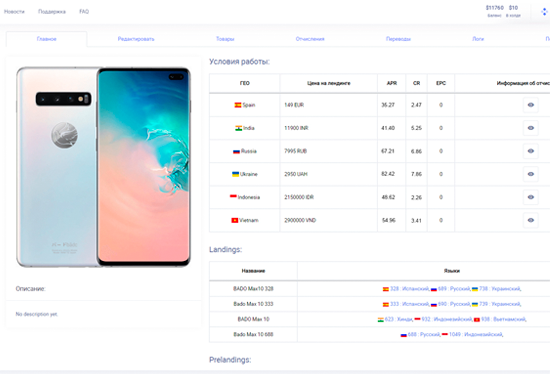 Новости Поддержка FAQ
$11760 $10
Баланс В холде
Главное Редактировать Товары Отчисления Переводы Логи
Условия работы:
ГЕО Цена на лендинге APR CR EPC Информация об отчис
Spain 149 EUR 36.27 2.47 0
India 11900 INR 41.40 5.25 0
Russia 7995 RUB 67.21 6.86 0
Ukraine 2950 UAH 82.42 7.86 0
Indonesia 2150000 IDR 48.62 2.26 0
Vietnam 2900000 VND 54.96 3.41 0
Описание:
No description yet.
Landings:
Название Языки
BADO Max10 328 328 : Испанский, 689 : Русский, 738 : Украинский,
Bado Max 10 333 333 : Испанский, 690 : Русский, 739 : Украинский,
BADO Max 10 623 : Хинди, 932 : Индонезийский, 938 : Вьетнамский,
Bado Max 10 688 688 : Русский, 1049 : Индонезийский,
Prelandings: